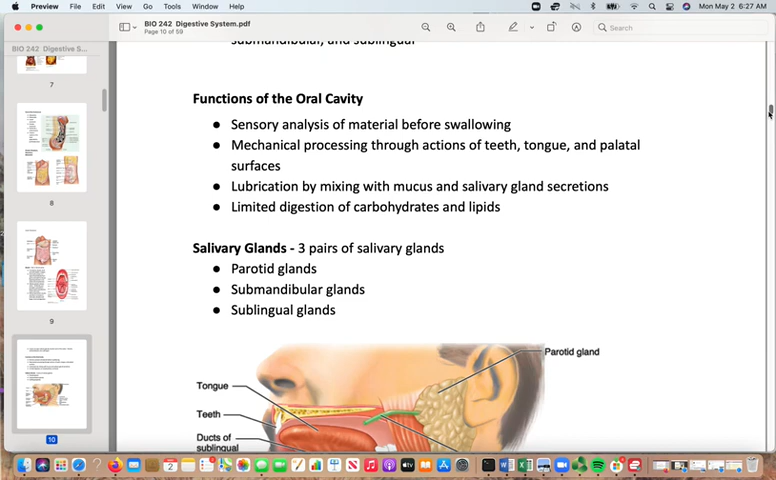 Preview File Edit View Go Tools Window Help Mon May 2 6:27 AM
BIO 242 Digestive System.pdf
Page 10 of 59
Search
BIO 242 Digestive S...
7
8
9
10
submandibular, and sublingual
Functions of the Oral Cavity
● Sensory analysis of material before swallowing
● Mechanical processing through actions of teeth, tongue, and palatal
surfaces
● Lubrication by mixing with mucus and salivary gland secretions
● Limited digestion of carbohydrates and lipids
Salivary Glands - 3 pairs of salivary glands
● Parotid glands
● Submandibular glands
● Sublingual glands
Parotid gland
Tongue
Teeth
Ducts of
sublingual